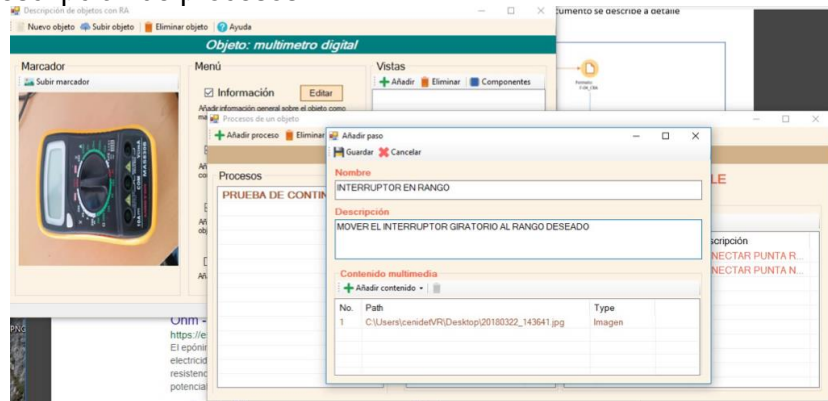 Descripción de objetos con RA
Nuevo objeto Subir objeto Eliminar objeto Ayuda
Objeto: multimetro digital
Marcador
Subir marcador
Menú
Información
Editar
Añadir información general sobre el objeto como
Vistas
Añadir Eliminar Componentes
Procesos de un objeto
Añadir proceso Eliminar
Procesos
PRUEBA DE CONTIN
Añadir paso
Guardar Cancelar
Nombre
INTERRUPTOR EN RANGO
Descripción
MOVER EL INTERRUPTOR GIRATORIO AL RANGO DESEADO
Contenido multimedia
Añadir contenido
No. Path Type
1 C:\Users\cenidetVR\Desktop\20180322_143641.jpg Imagen
LE
scripción
NECTAR PUNTA R...
NECTAR PUNTA N...
umento se describe a detalle
PNG
Ohm -
https://e
El epónir
electricid
resistenc
potencial